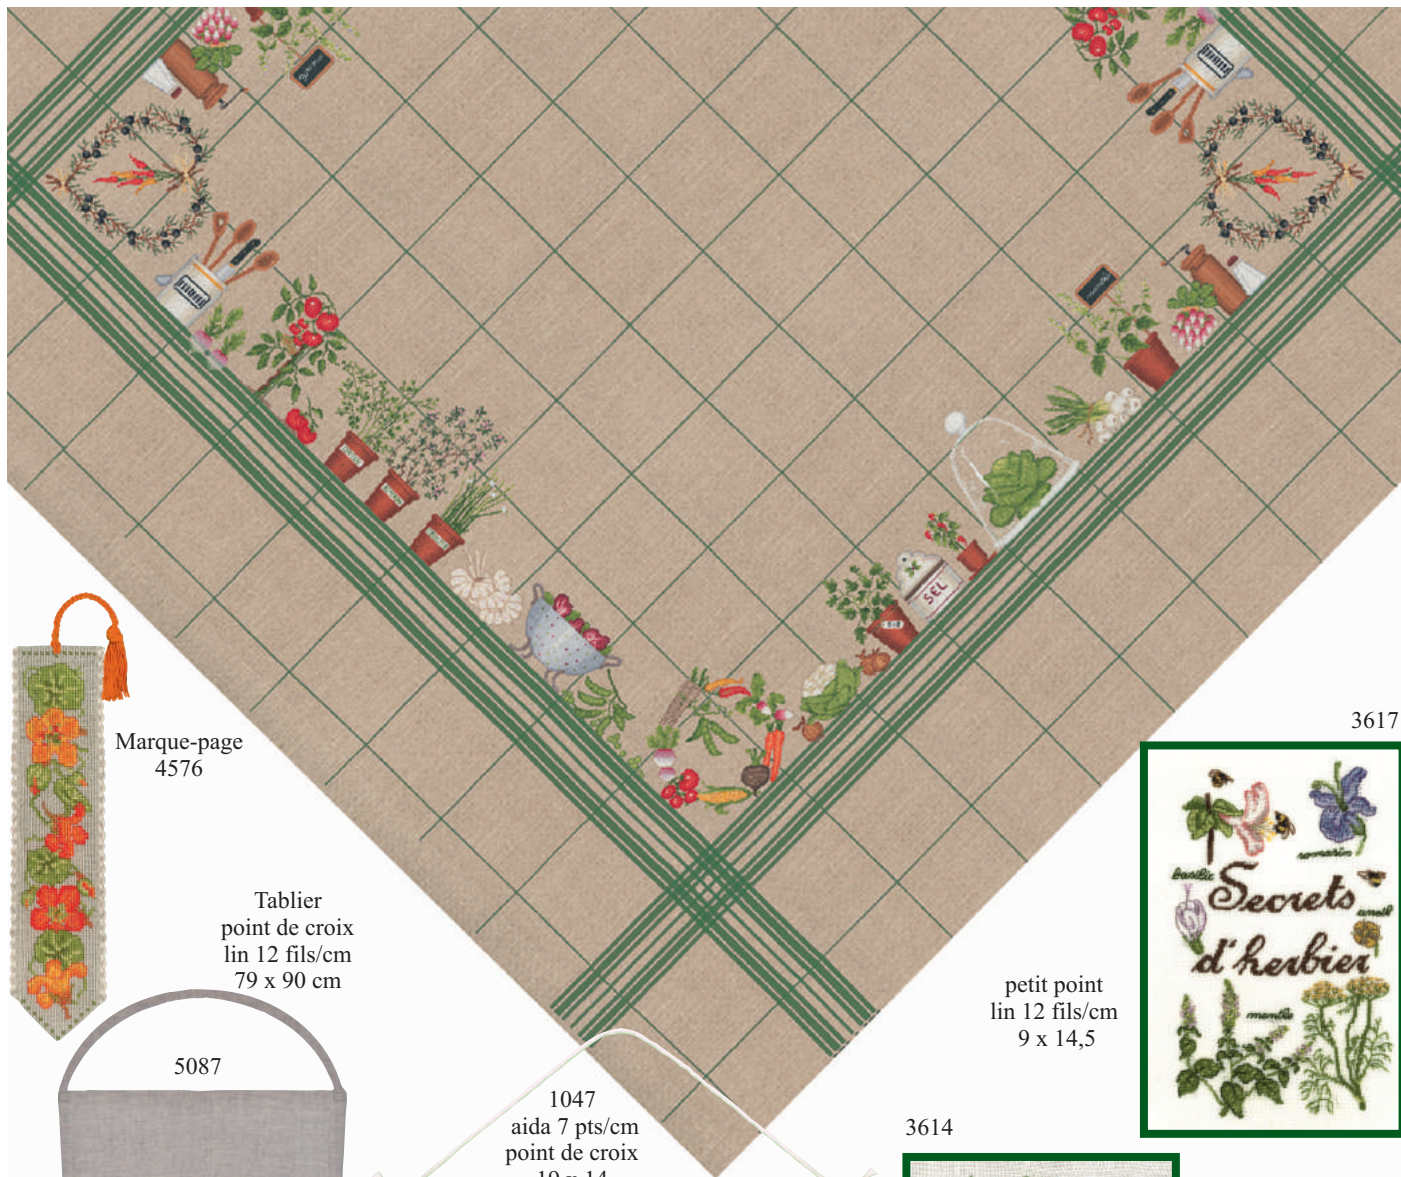 SEL
3617
Marque-page
4576
basilic
romarin
Secrets
aneth
d'herbier
menthe
Tablier
point de croix
lin 12 fils/cm
79 x 90 cm
petit point
lin 12 fils/cm
9 x 14,5
5087
1047
aida 7 pts/cm
point de croix
19 x 14
3614